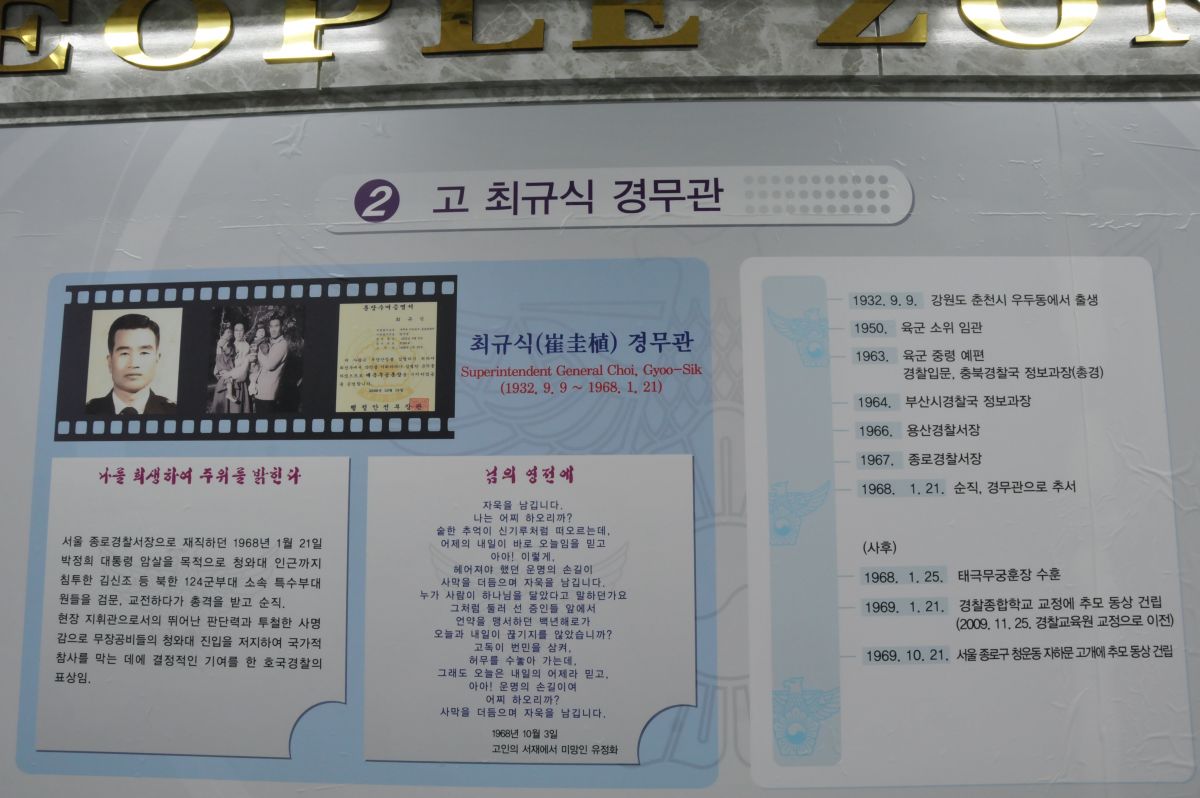 EOPLE ZON
2 고 최규식 경무관
훈장수여증명서
최규식
행정안전부장관
최규식(崔圭植) 경무관
Superintendent General Choi, Gyoo-Sik
(1932. 9. 9 ~ 1968. 1. 21)
나를 희생하여 주위를 밝힌다
서울 종로경찰서장으로 재직하던 1968년 1월 21일
박정희 대통령 암살을 목적으로 청와대 인근까지
침투한 김신조 등 북한 124군부대 소속 특수부대
원들을 검문, 교전하다가 총격을 받고 순직.
현장 지휘관으로서의 뛰어난 판단력과 투철한 사명
감으로 무장공비들의 청와대 진입을 저지하여 국가적
참사를 막는 데에 결정적인 기여를 한 호국경찰의
표상임.
님의 영전에
자욱을 남깁니다.
나는 어찌 하오리까?
숱한 추억이 신기루처럼 떠오르는데,
어제의 내일이 바로 오늘임을 믿고
아아! 이렇게,
헤어져야 했던 운명의 손길이
사막을 더듬으며 자욱을 남깁니다.
누가 사람이 하나님을 닮았다고 말하던가요
그처럼 둘러 선 증인들 앞에서
언약을 맹서하던 백년해로가
오늘과 내일이 끊기지를 않았습니까?
고독이 번민을 삼켜,
허무를 수놓아 가는데,
그래도 오늘은 내일의 어제라 믿고,
아아! 운명의 손길이여
어찌 하오리까?
사막을 더듬으며 자욱을 남깁니다.
1968년 10월 3일
고인의 서재에서 미망인 유정화
1932. 9. 9. 강원도 춘천시 우두동에서 출생
1950. 육군 소위 임관
1963. 육군 중령 예편
경찰입문, 충북경찰국 정보과장(총경)
1964. 부산시경찰국 정보과장
1966. 용산경찰서장
1967. 종로경찰서장
1968. 1. 21. 순직, 경무관으로 추서
(사후)
1968. 1. 25. 태극무궁훈장 수훈
1969. 1. 21. 경찰종합학교 교정에 추모 동상 건립
(2009. 11. 25. 경찰교육원 교정으로 이전)
1969. 10. 21. 서울 종로구 청운동 자하문 고개에 추모 동상 건립